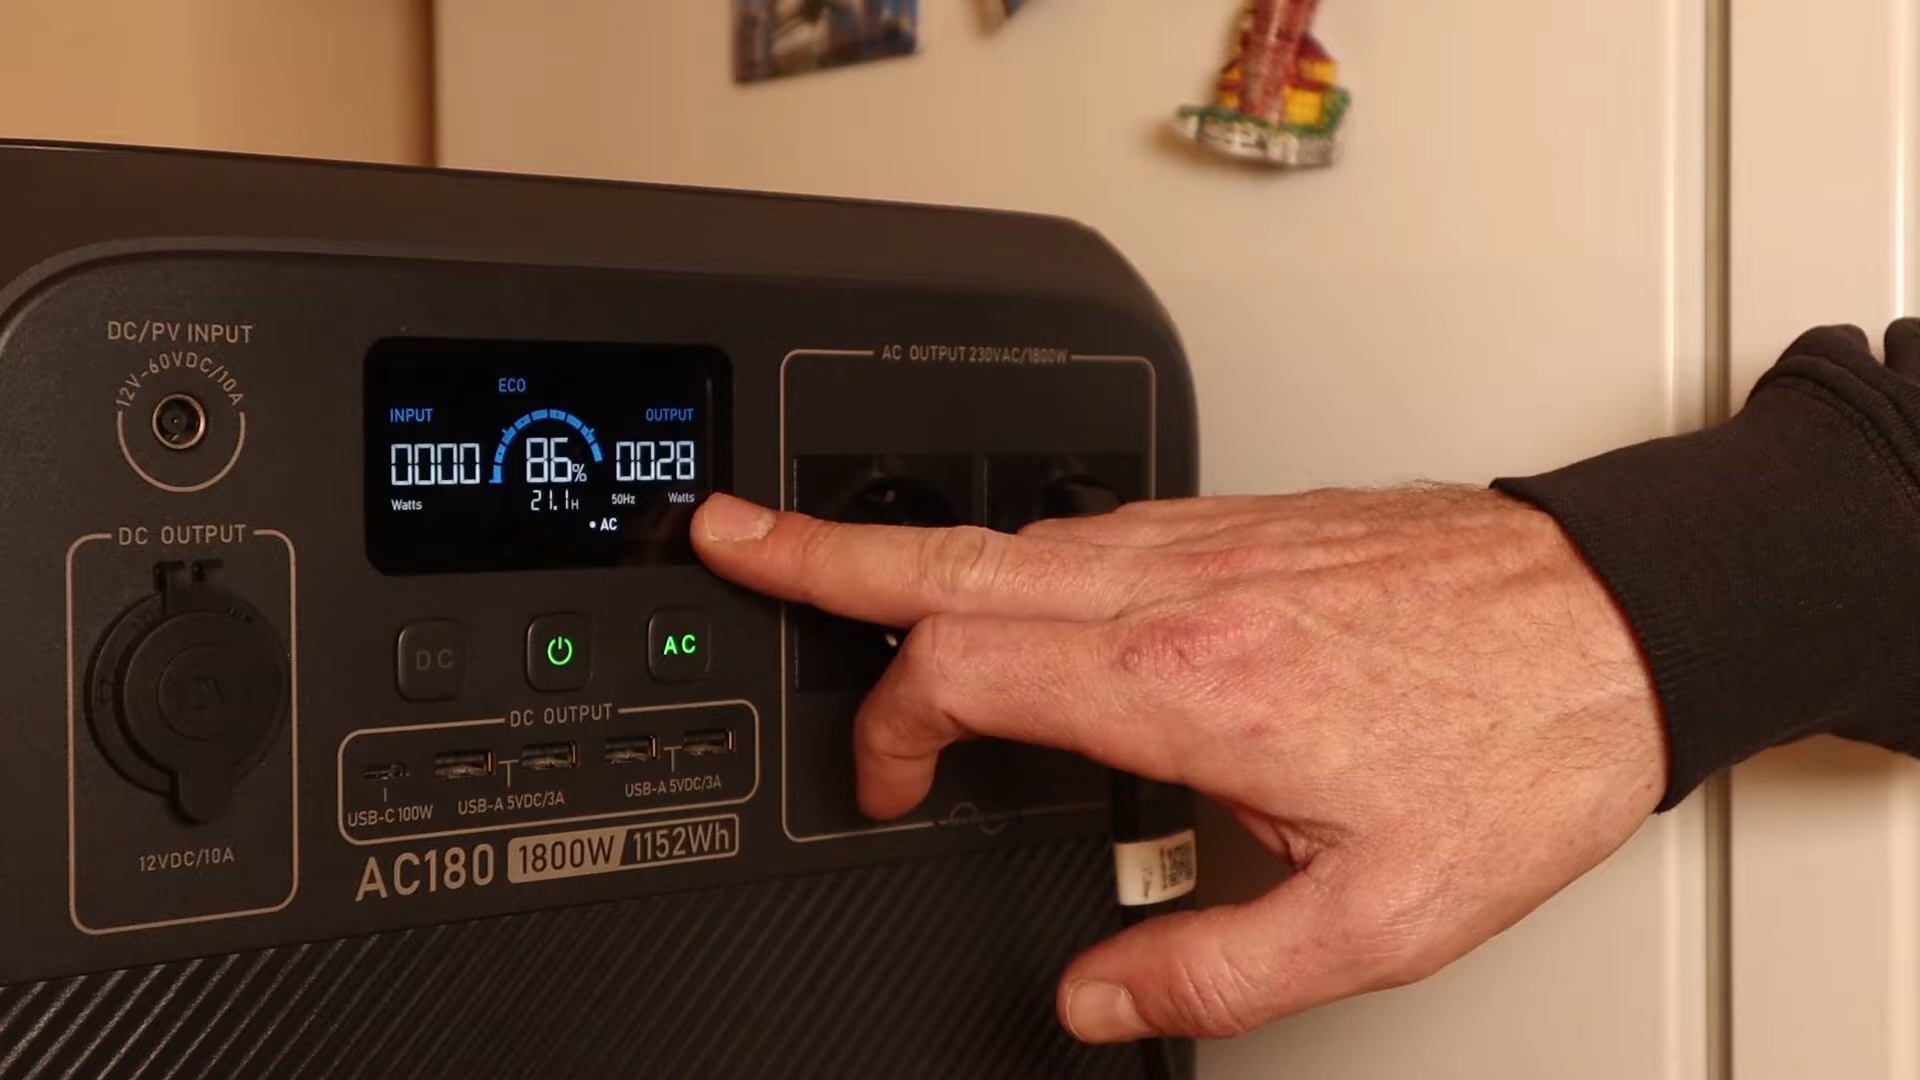 DC/PV INPUT
12V-60VDC/10A
ECO
INPUT
OUTPUT
0000
86%
0028
Watts
21.1H
50Hz
Watts
• AC
AC OUTPUT 230VAC/1800W
DC OUTPUT
12V
12VDC/10A
DC
AC
DC OUTPUT
USB-C 100W
USB-A 5VDC/3A
USB-A 5VDC/3A
AC180 1800W/1152Wh